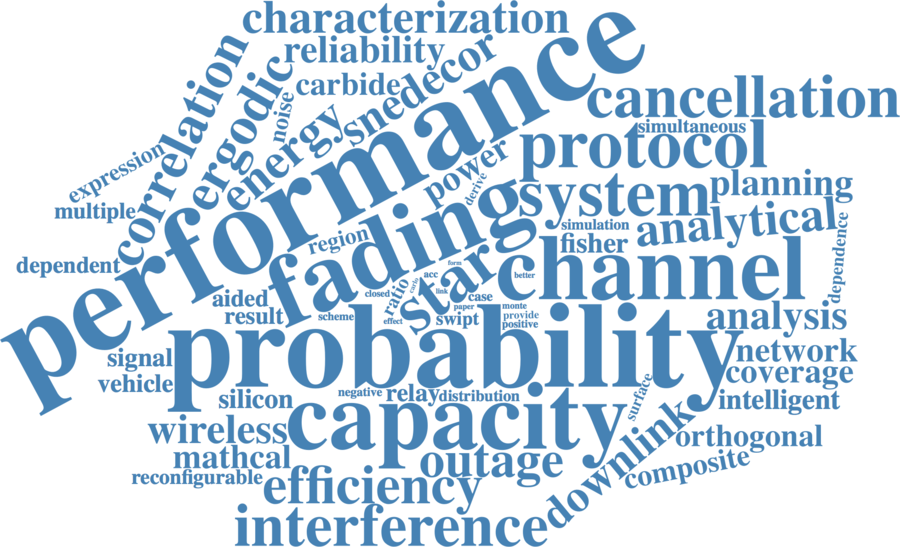 characterization
reliability
carbide
snedecor
correlation
ergodic
noise
energy
performance
cancellation
simultaneous
protocol
expression
multiple
power
derive
system
planning
fading
simulation
analytical
dependence
region
fisher
dependent
channel
form
acc
better
star
ratio
curie
link
closed
case
aided
result
scheme
effect
paper
monte
swipt
provide
positive
analysis
probability
signal
vehicle
network
coverage
silicon
negative
relay
distribution
surface
intelligent
wireless
capacity
downlink
orthogonal
mathcal
outage
composite
reconfigurable
efficiency
interference